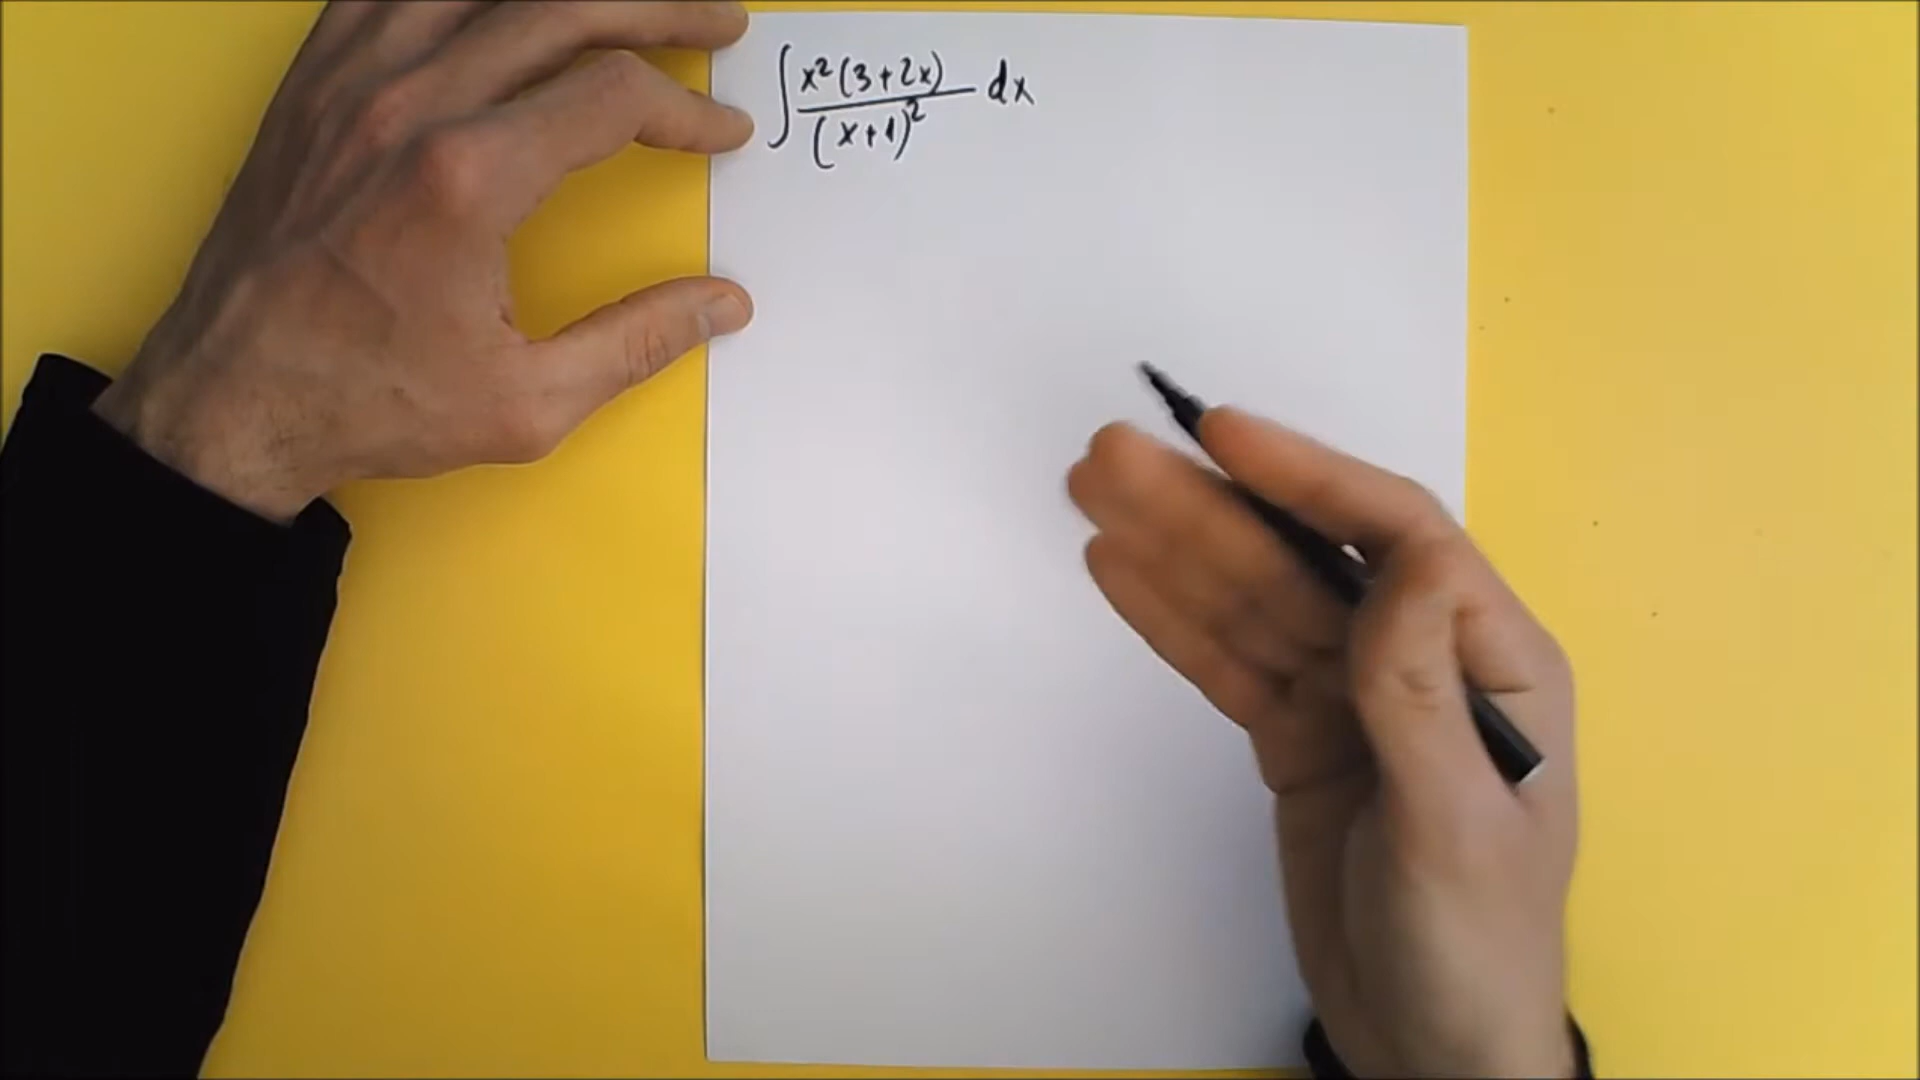 ∫ x²(3+2x)/(x+1)² dx